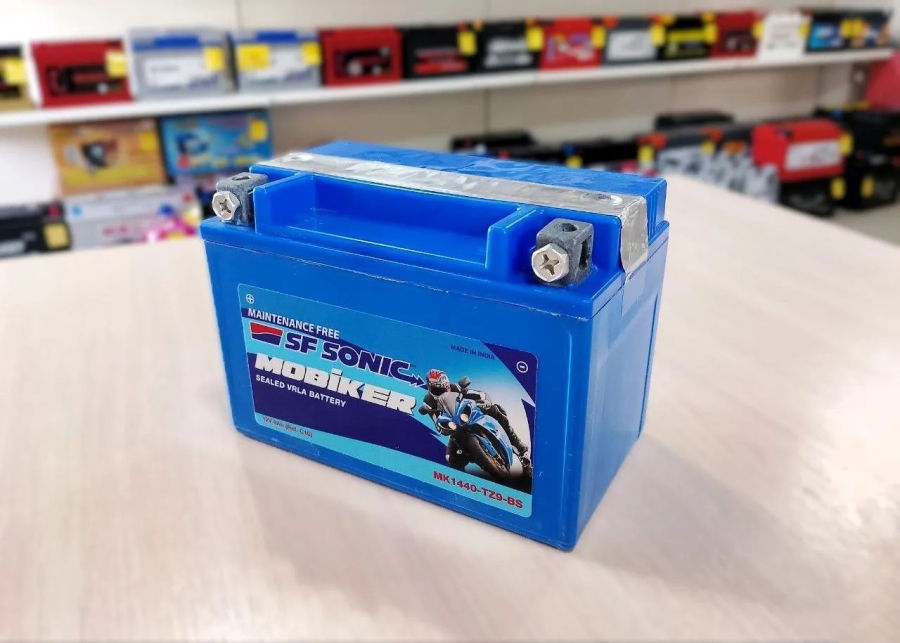 MAINTENANCE FREE
SF SONIC
MADE IN INDIA
MOBIKER
SEALED VRLA BATTERY
MK1440-TZ9-BS